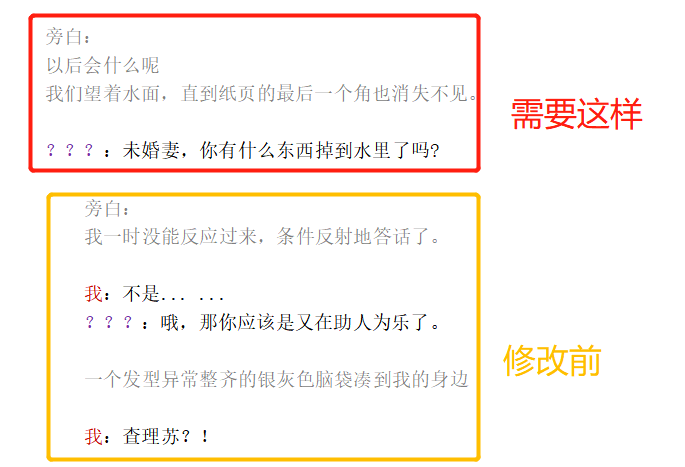 旁白：
以后会什么呢
我们望着水面，直到纸页的最后一个角也消失不见。
？？？：未婚妻，你有什么东西掉到水里了吗?
需要这样
旁白：
我一时没能反应过来，条件反射地答话了。
我：不是... ...
？？？：哦，那你应该是又在助人为乐了。
一个发型异常整齐的银灰色脑袋凑到我的身边
我：查理苏？！
修改前